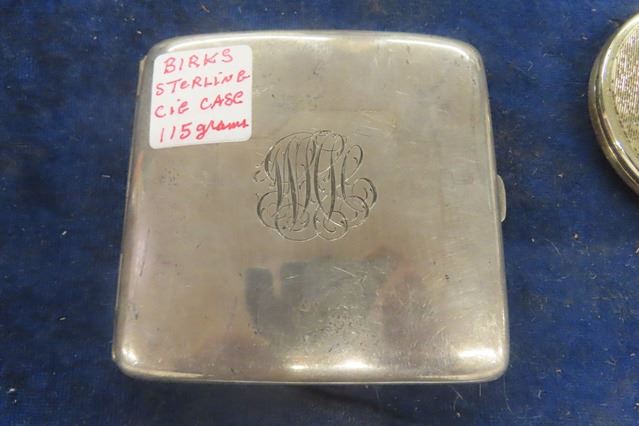 BIRKS
STERLING
CIG CASE
115 grams